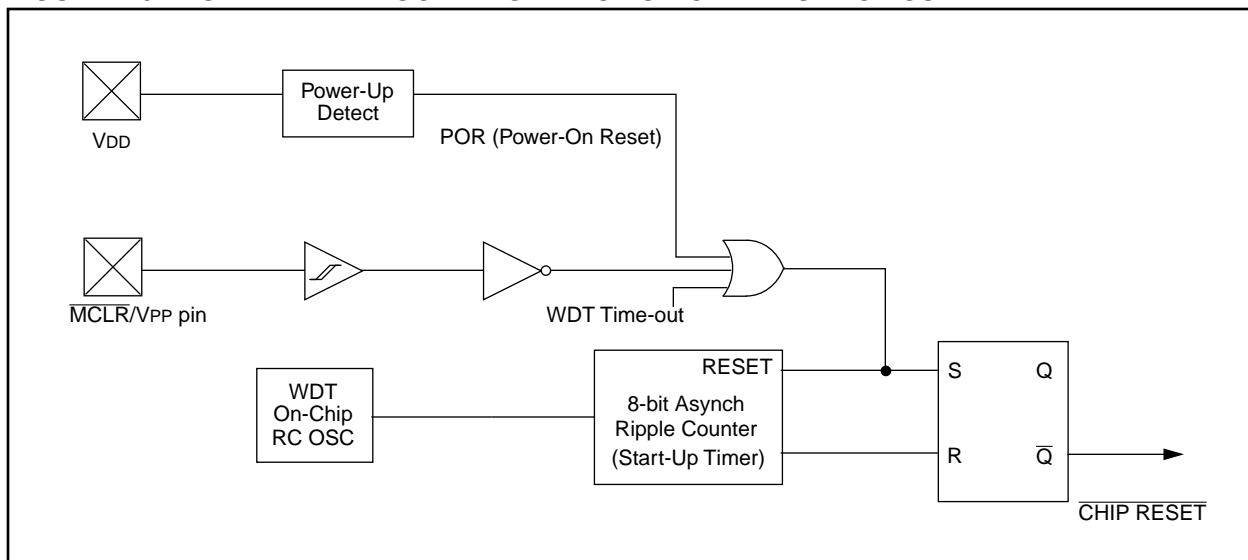 Power-Up
Detect
VDD
POR (Power-On Reset)
MCLR/VPP pin
WDT Time-out
RESET
WDT
On-Chip
RC OSC
8-bit Asynch
Ripple Counter
(Start-Up Timer)
S Q
R Q
CHIP RESET